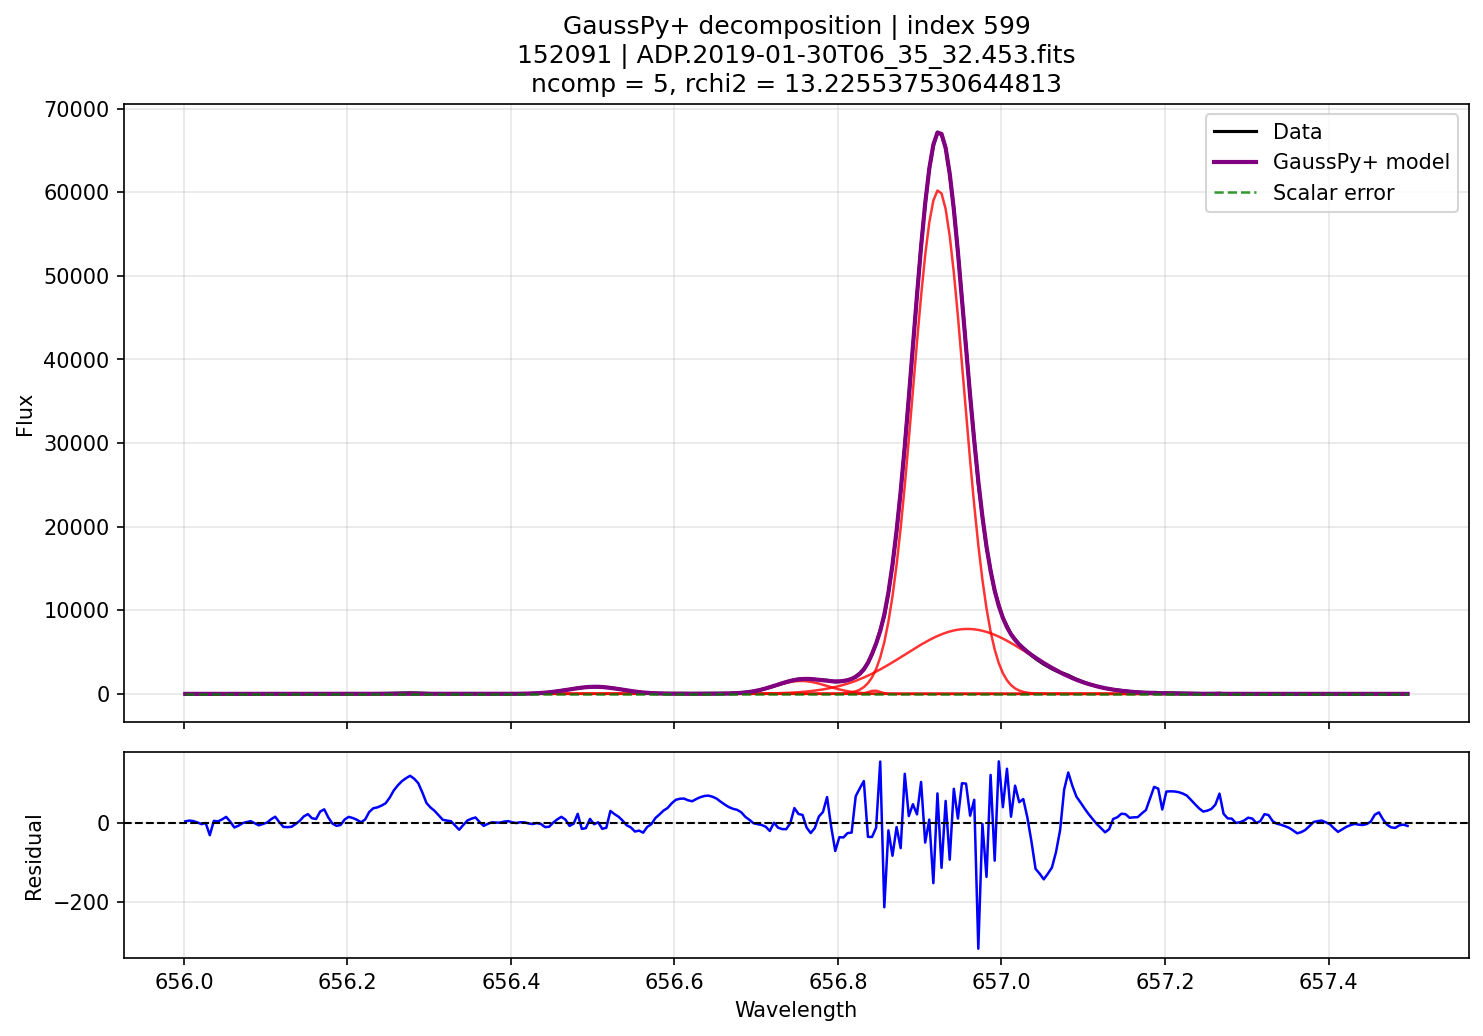 GaussPy+ decomposition | index 599
152091 | ADP.2019-01-30T06_35_32.453.fits
ncomp = 5, rchi2 = 13.225537530644813
70000
60000
50000
40000
30000
20000
10000
0
Flux
Data
GaussPy+ model
Scalar error
0
−200
Residual
656.0
656.2
656.4
656.6
656.8
657.0
657.2
657.4
Wavelength